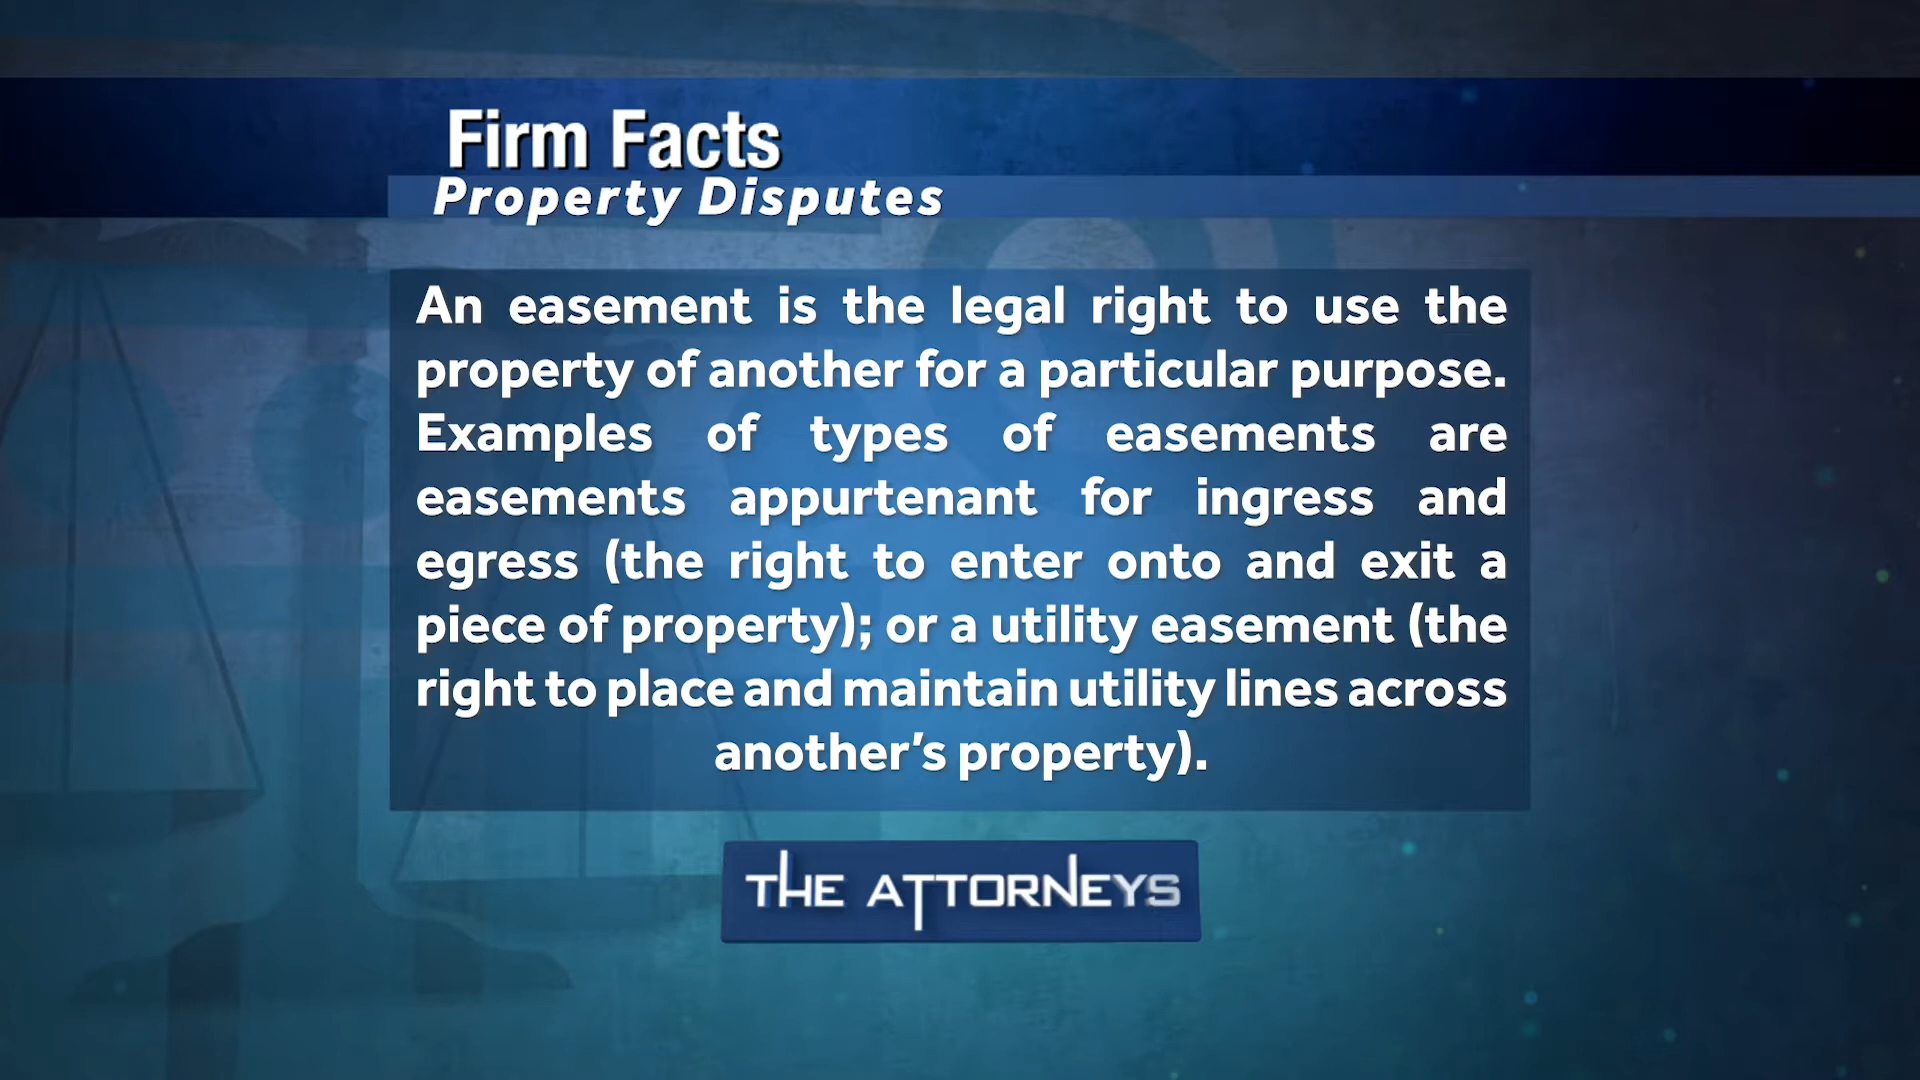 Firm Facts
Property Disputes
An easement is the legal right to use the
property of another for a particular purpose.
Examples of types of easements are
easements appurtenant for ingress and
egress (the right to enter onto and exit a
piece of property); or a utility easement (the
right to place and maintain utility lines across
another's property).
THE ATTORNEYS